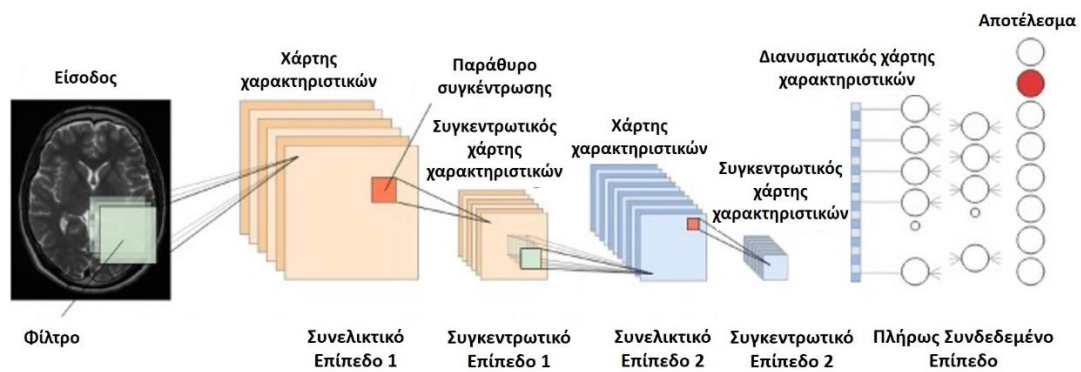 Αποτέλεσμα
Είσοδος
Χάρτης
χαρακτηριστικών
Παράθυρο
συγκέντρωσης
Διανυσματικός χάρτης
χαρακτηριστικών
Συγκεντρωτικός
χάρτης
χαρακτηριστικών
Χάρτης
χαρακτηριστικών
Συγκεντρωτικός
χάρτης
χαρακτηριστικών
Φίλτρο
Συνελικτικό
Επίπεδο 1
Συγκεντρωτικό
Επίπεδο 1
Συνελικτικό
Επίπεδο 2
Συγκεντρωτικό
Επίπεδο 2
Πλήρως Συνδεδεμένο
Επίπεδο